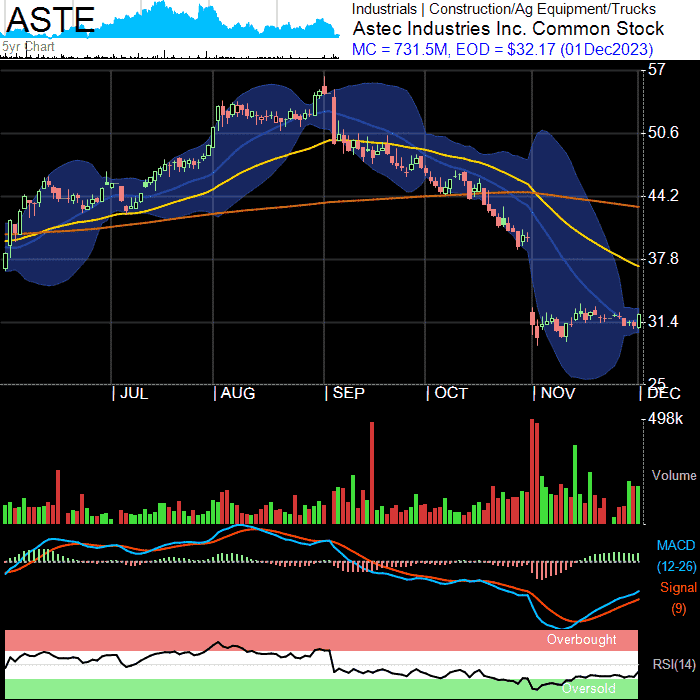 ASTE
5yr Chart
Industrials | Construction/Ag Equipment/Trucks
Astec Industries Inc. Common Stock
MC = 731.5M, EOD = $32.17 (01Dec2023)
57
50.6
44.2
37.8
31.4
25
| JUL
| AUG
| SEP
| OCT
| NOV
| DEC
498k
Volume
MACD
(12-26)
Signal
(9)
Overbought
RSI(14)
Oversold